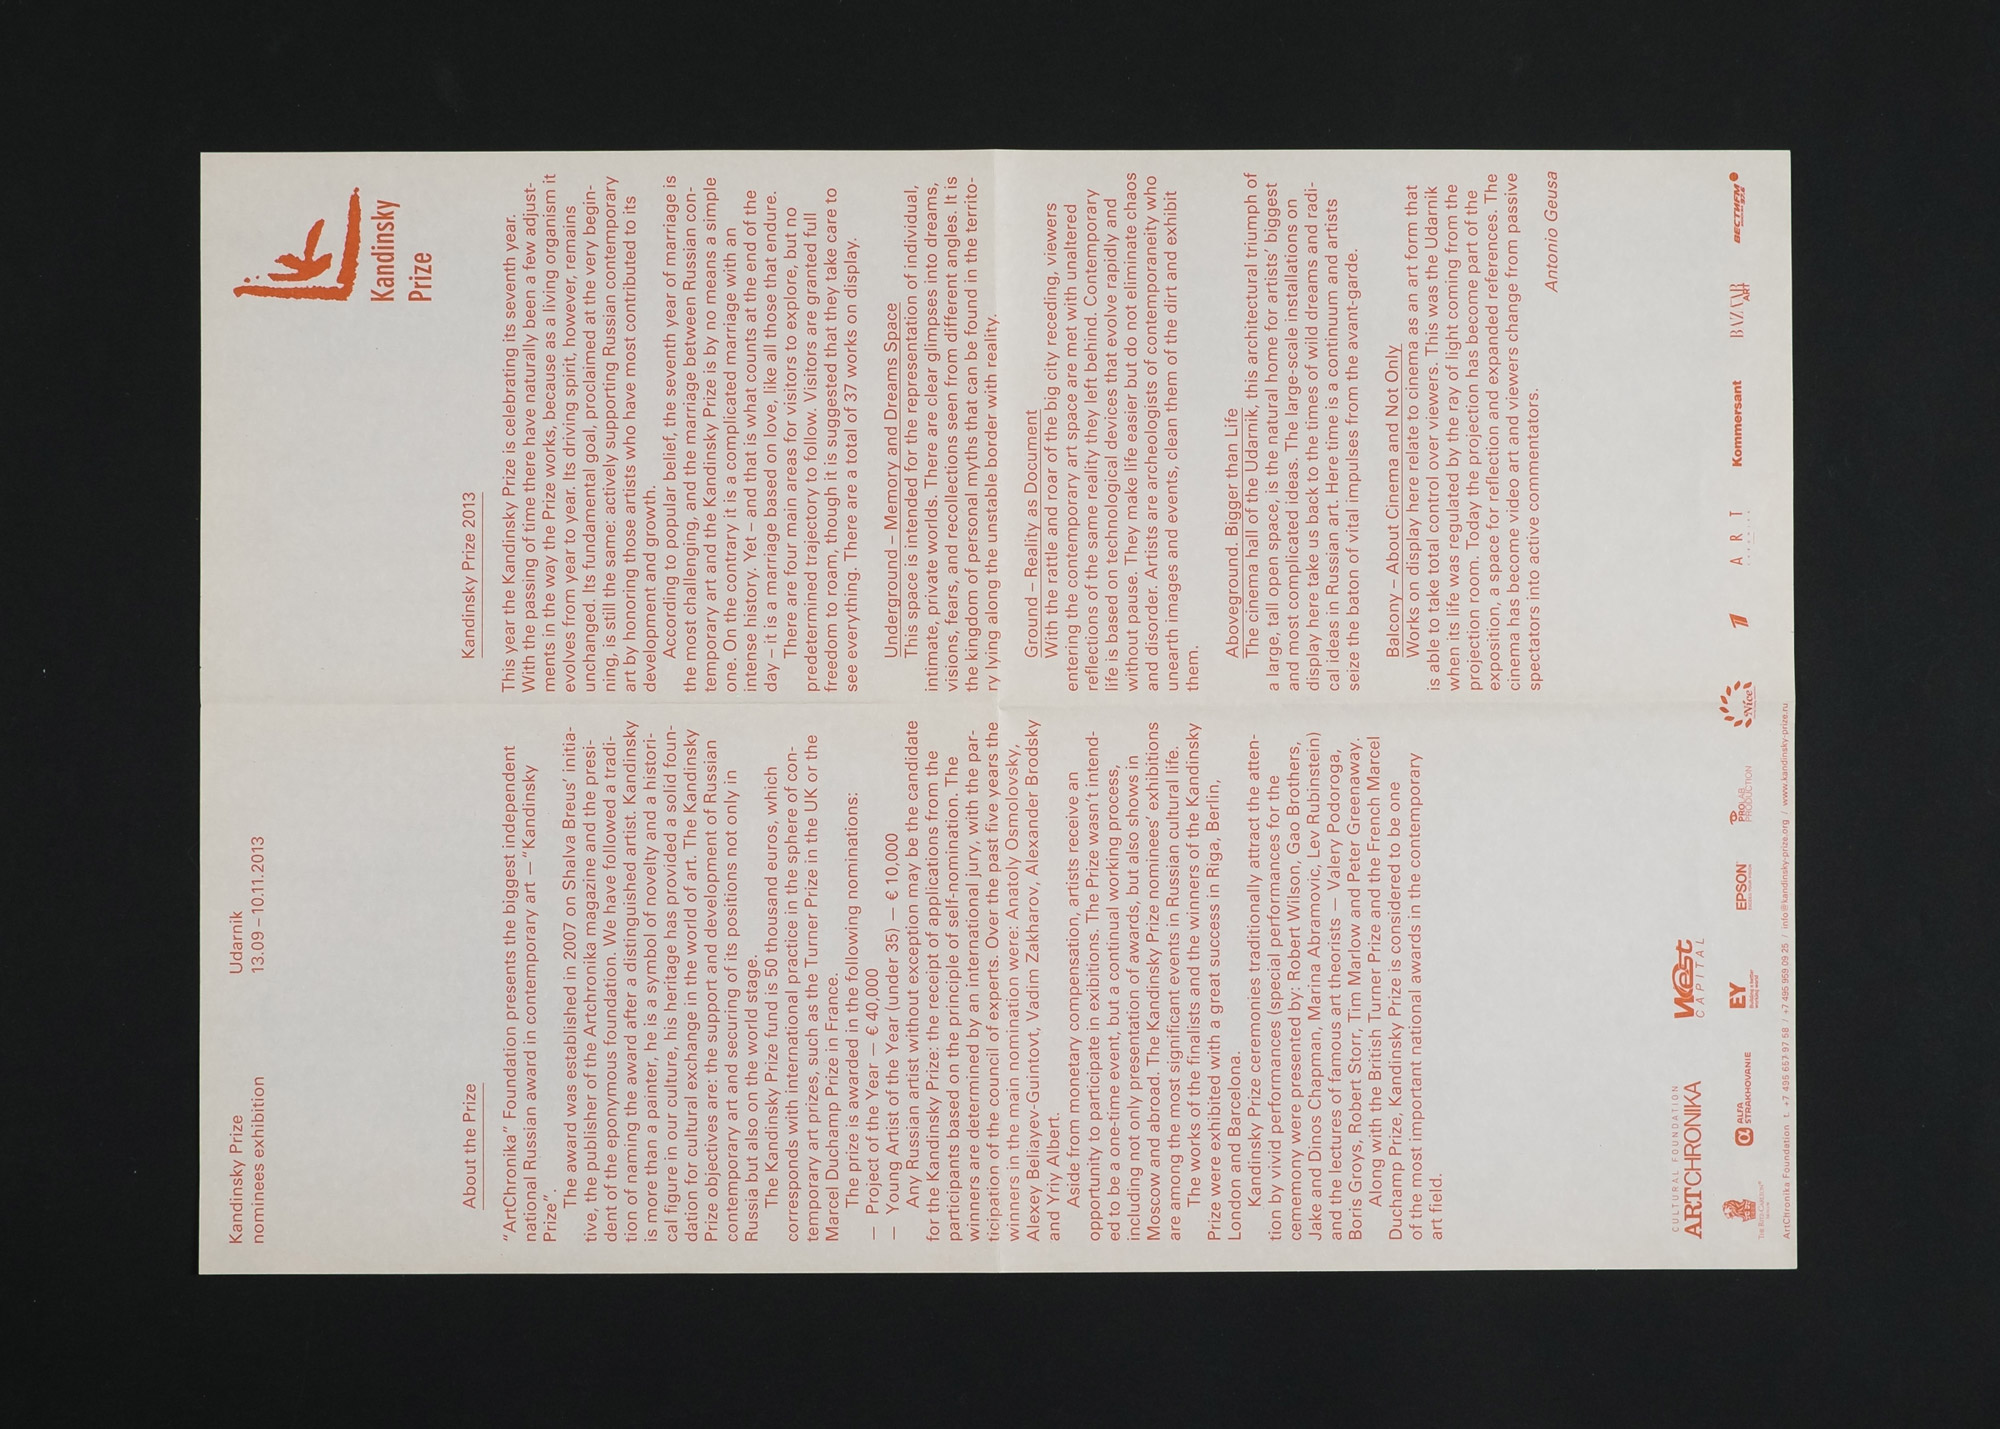 Kandinsky Prize
nominees exhibition
Udarnik
13.09 – 10.11.2013
Kandinsky
Prize
About the Prize
“ArtChronika” Foundation presents the biggest independent
national Russian award in contemporary art —“Kandinsky
Prize”.
The award was established in 2007 on Shalva Breus’ initia-
tive, the publisher of the Artchronika magazine and the presi-
dent of the eponymous foundation. We have followed a tradi-
tion of naming the award after a distinguished artist. Kandinsky
is more than a painter, he is a symbol of novelty and a histori-
cal figure in our culture, his heritage has provided a solid foun-
dation for cultural exchange in the world of art. The Kandinsky
Prize objectives are: the support and development of Russian
contemporary art and securing of its positions not only in
Russia but also on the world stage.
The Kandinsky Prize fund is 50 thousand euros, which
corresponds with international practice in the sphere of con-
temporary art prizes, such as the Turner Prize in the UK or the
Marcel Duchamp Prize in France.
The prize is awarded in the following nominations:
— Project of the Year — € 40,000
— Young Artist of the Year (under 35) — € 10,000
Any Russian artist without exception may be the candidate
for the Kandinsky Prize: the receipt of applications from the
participants based on the principle of self-nomination. The
winners are determined by an international jury, with the par-
ticipation of the council of experts. Over the past five years the
winners in the main nomination were: Anatoly Osmolovsky,
Alexey Beliayev-Guintovt, Vadim Zakharov, Alexander Brodsky
and Yriy Albert.
Aside from monetary compensation, artists receive an
opportunity to participate in exhibitions. The Prize wasn’t intend-
ed to be a one-time event, but a continual working process,
including not only presentation of awards, but also shows in
Moscow and abroad. The Kandinsky Prize nominees’ exhibitions
are among the most significant events in Russian cultural life.
The works of the finalists and the winners of the Kandinsky
Prize were exhibited with a great success in Riga, Berlin,
London and Barcelona.
Kandinsky Prize ceremonies traditionally attract the atten-
tion by vivid performances (special performances for the
cememony were presented by: Robert Wilson, Gao Brothers,
Jake and Dinos Chapman, Marina Abramovic, Lev Rubinstein)
and the lectures of famous art theorists – Valery Podoroga,
Boris Groys, Robert Storr, Tim Marlow and Peter Greenaway.
Along with the British Turner Prize and the French Marcel
Duchamp Prize, Kandinsky Prize is considered to be one
of the most important national awards in the contemporary
art field.
Kandinsky Prize 2013
This year the Kandinsky Prize is celebrating its seventh year.
With the passing of time there have naturally been a few adjust-
ments in the way the Prize works, because as a living organism it
evolves from year to year. Its driving spirit, however, remains
unchanged. Its fundamental goal, proclaimed at the very begin-
ning, is still the same: actively supporting Russian contemporary
art by honoring those artists who have most contributed to its
development and growth.
According to popular belief, the seventh year of marriage is
the most challenging, and the marriage between Russian con-
temporary art and the Kandinsky Prize is by no means a simple
one. On the contrary it is a complicated marriage with an
intense history. Yet – and that is what counts at the end of the
day – it is a marriage based on love, like all those that endure.
There are four main areas for visitors to explore, but no
predetermined trajectory to follow. Visitors are granted full
freedom to roam, though it is suggested that they take care to
see everything. There are a total of 37 works on display.
Underground – Memory and Dreams Space
This space is intended for the representation of individual,
intimate, private worlds. There are clear glimpses into dreams,
visions, fears, and recollections seen from different angles. It is
the kingdom of personal myths that can be found in the territo-
ry lying along the unstable border with reality.
Ground – Reality as Document
With the rattle and roar of the big city receding, viewers
entering the contemporary art space are met with unaltered
reflections of the same reality they left behind. Contemporary
life is based on technological devices that evolve rapidly and
without pause. They make life easier but do not eliminate chaos
and disorder. Artists are archeologists of contemporaneity who
unearth images and events, clean them of the dirt and exhibit
them.
Aboveground. Bigger than Life
The cinema hall of the Udarnik, this architectural triumph of
a large, tall open space, is the natural home for artists’ biggest
and most complicated ideas. The large-scale installations on
display here take us back to the times of wild dreams and radi-
cal ideas in Russian art. Here time is a continuum and artists
seize the baton of vital impulses from the avant-garde.
Balcony – About Cinema and Not Only
Works on display here relate to cinema as an art form that
is able to take total control over viewers. This was the Udarnik
when its life was regulated by the ray of light coming from the
projection room. Today the projection has become part of the
exposition, a space for reflection and expanded references. The
cinema has become video art and viewers change from passive
spectators into active commentators.
Antonio Geusa
CULTURAL FOUNDATION
ARTCHRONIKA
West
CAPITAL
ALFA
STRAKHOVANIE
EY
Building a better
working world
EPSON
PROLAB
PRODUCTION
Nice
1
ART
Kommersant
BAZAAR
ART
ВЕСТИ FM
ArtChronika Foundation t. +7 495 657 97 68 / +7 495 959 09 25 / info@kandinsky-prize.org / www.kandinsky-prize.ru